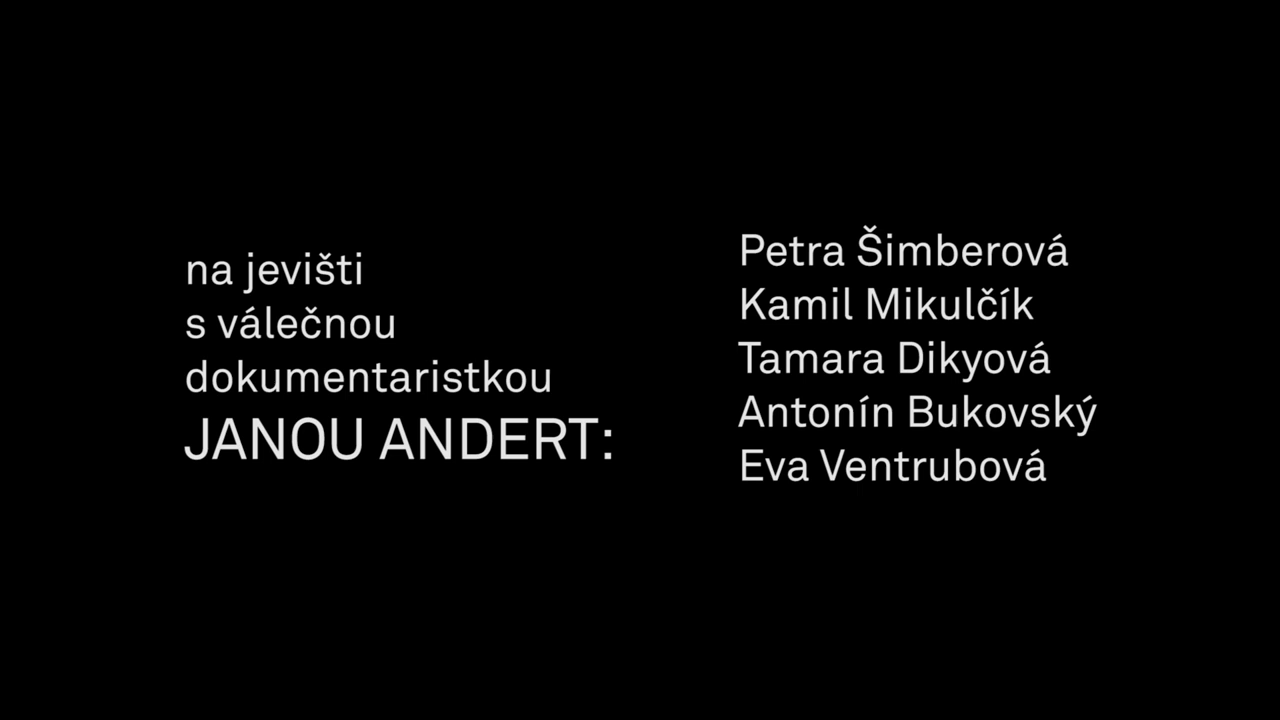 na jevišti
s válečnou
dokumentaristkou
JANOU ANDERT:
Petra Šimberová
Kamil Mikulčík
Tamara Dikyová
Antonín Bukovský
Eva Ventrubová